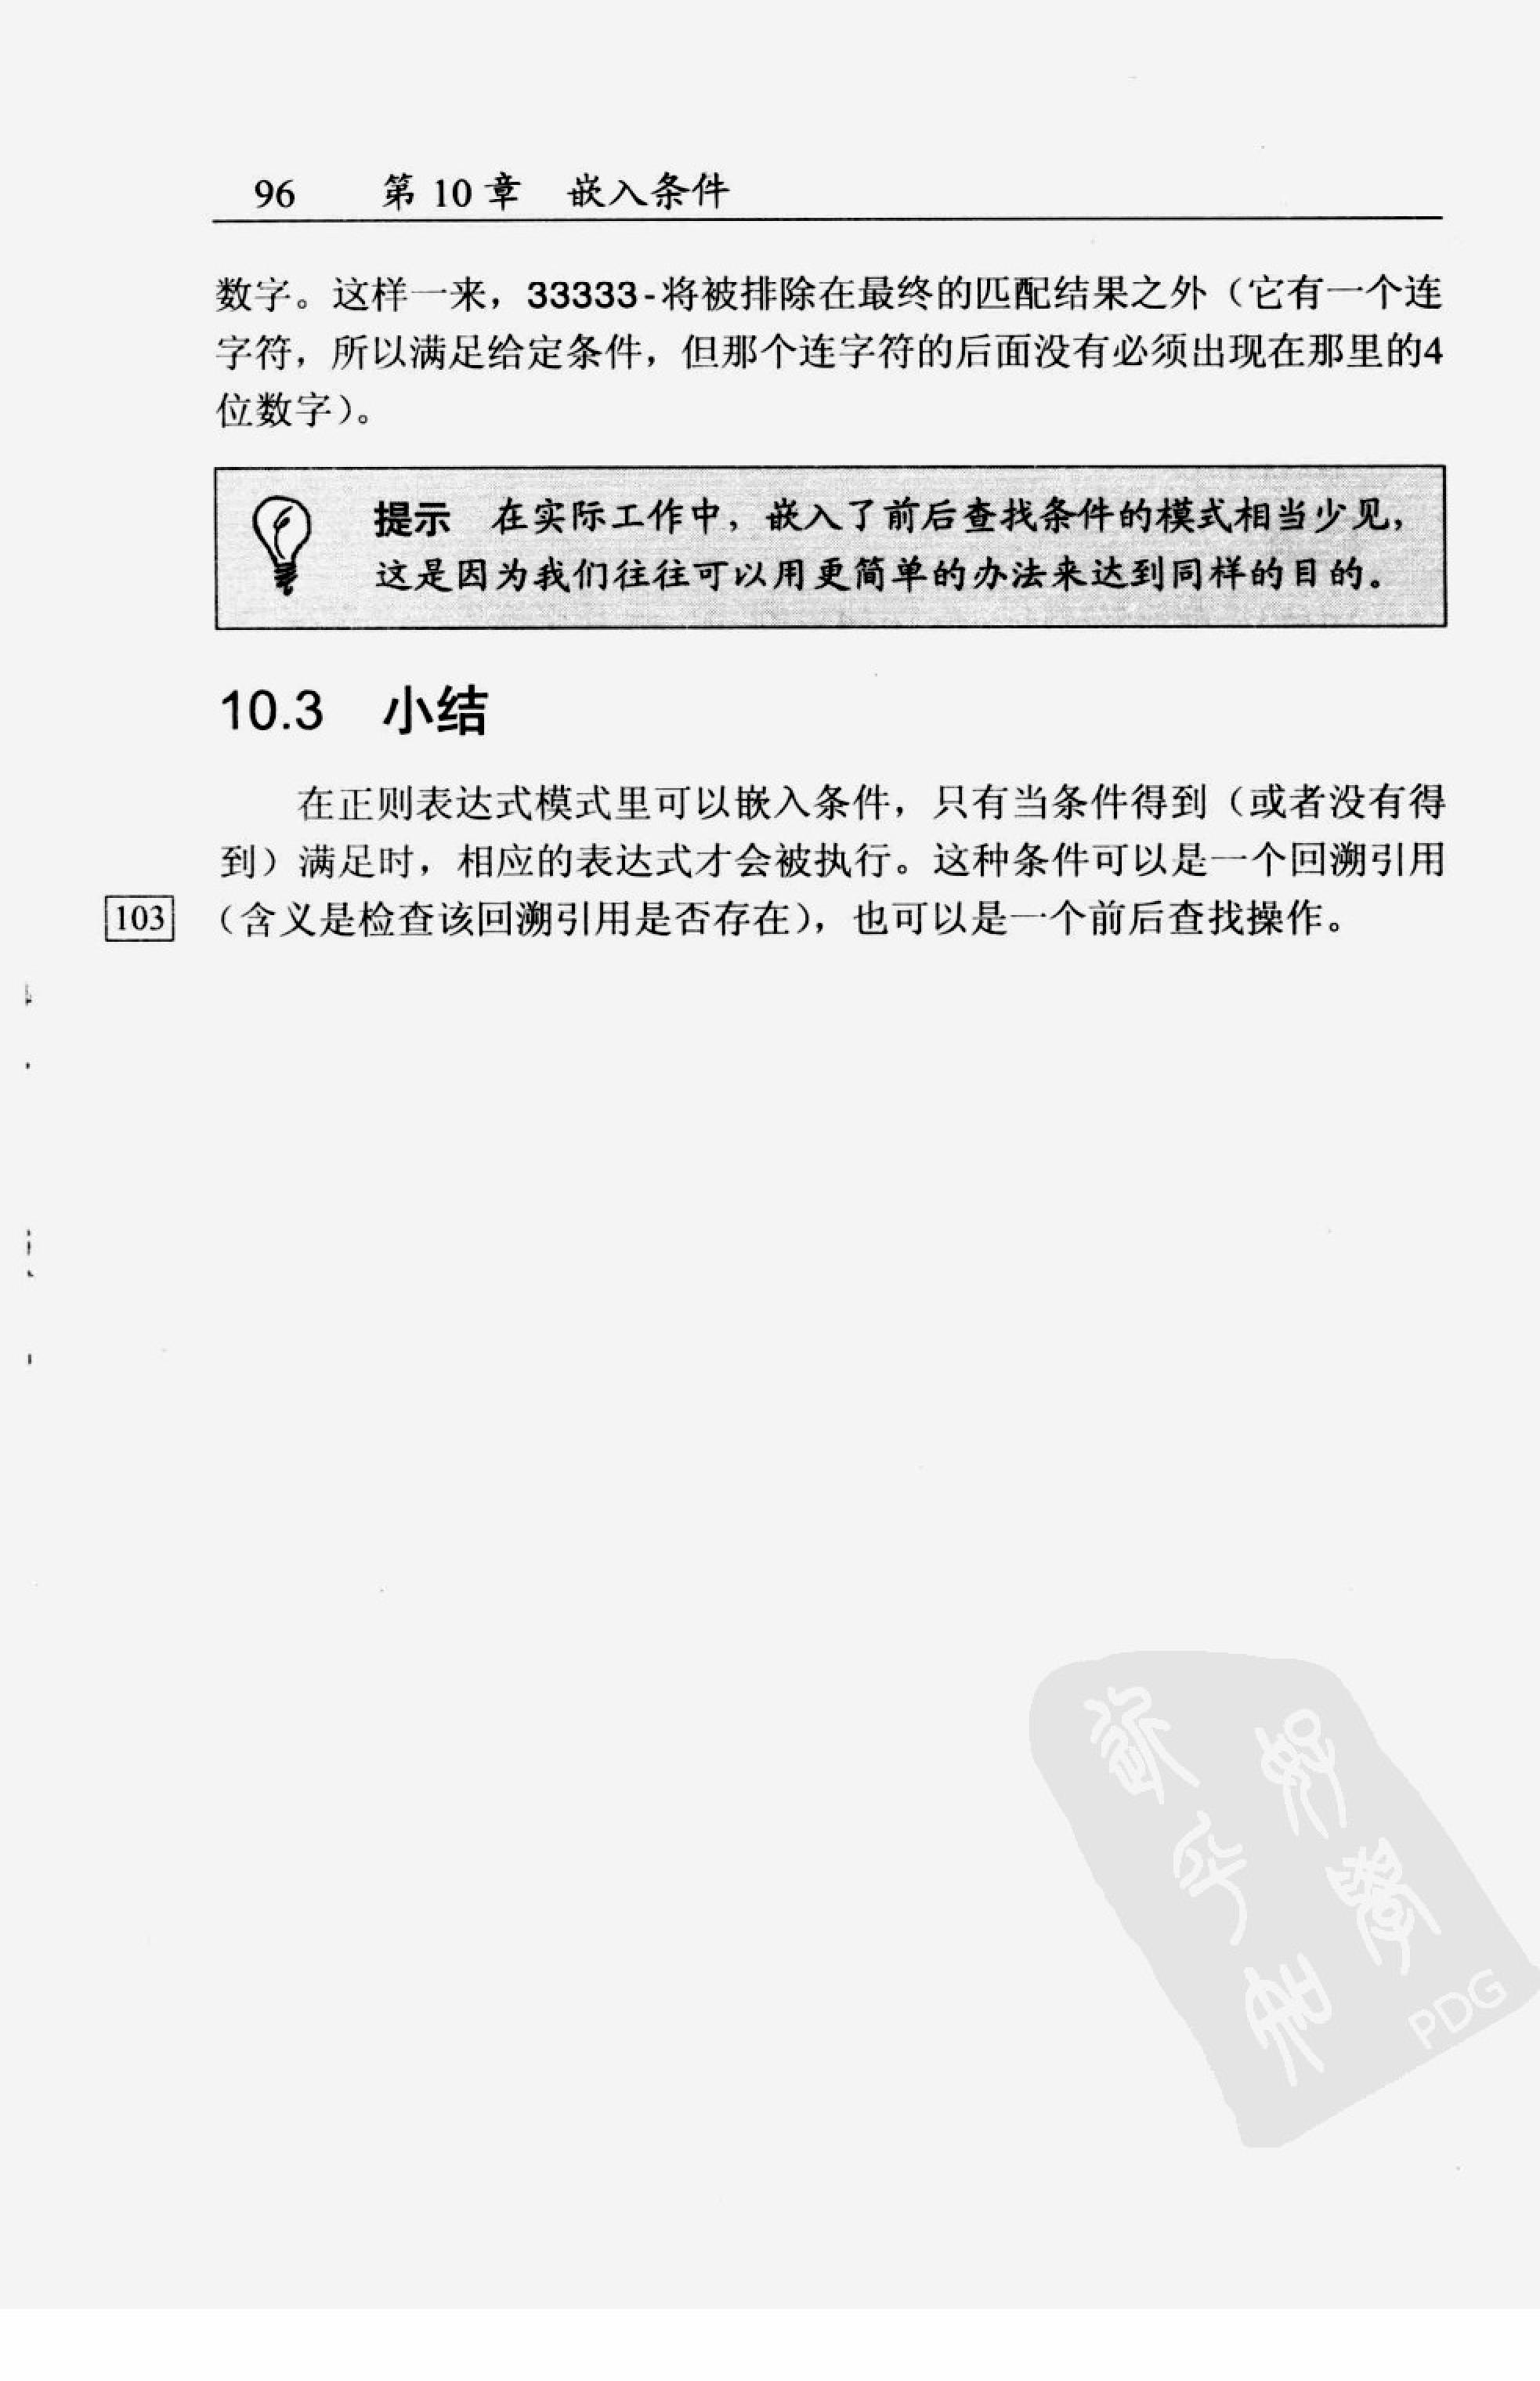 96 第 10 章 嵌入条件
数字。这样一来，33333-将被排除在最终的匹配结果之外（它有一个连
字符，所以满足给定条件，但那个连字符的后面没有必须出现在那里的4
位数字）。
提示 在实际工作中，嵌入了前后查找条件的模式相当少见，
这是因为我们往往可以用更简单的办法来达到同样的目的。
10.3 小结
在正则表达式模式里可以嵌入条件，只有当条件得到（或者没有得
到）满足时，相应的表达式才会被执行。这种条件可以是一个回溯引用
103 （含义是检查该回溯引用是否存在），也可以是一个前后查找操作。
PDG